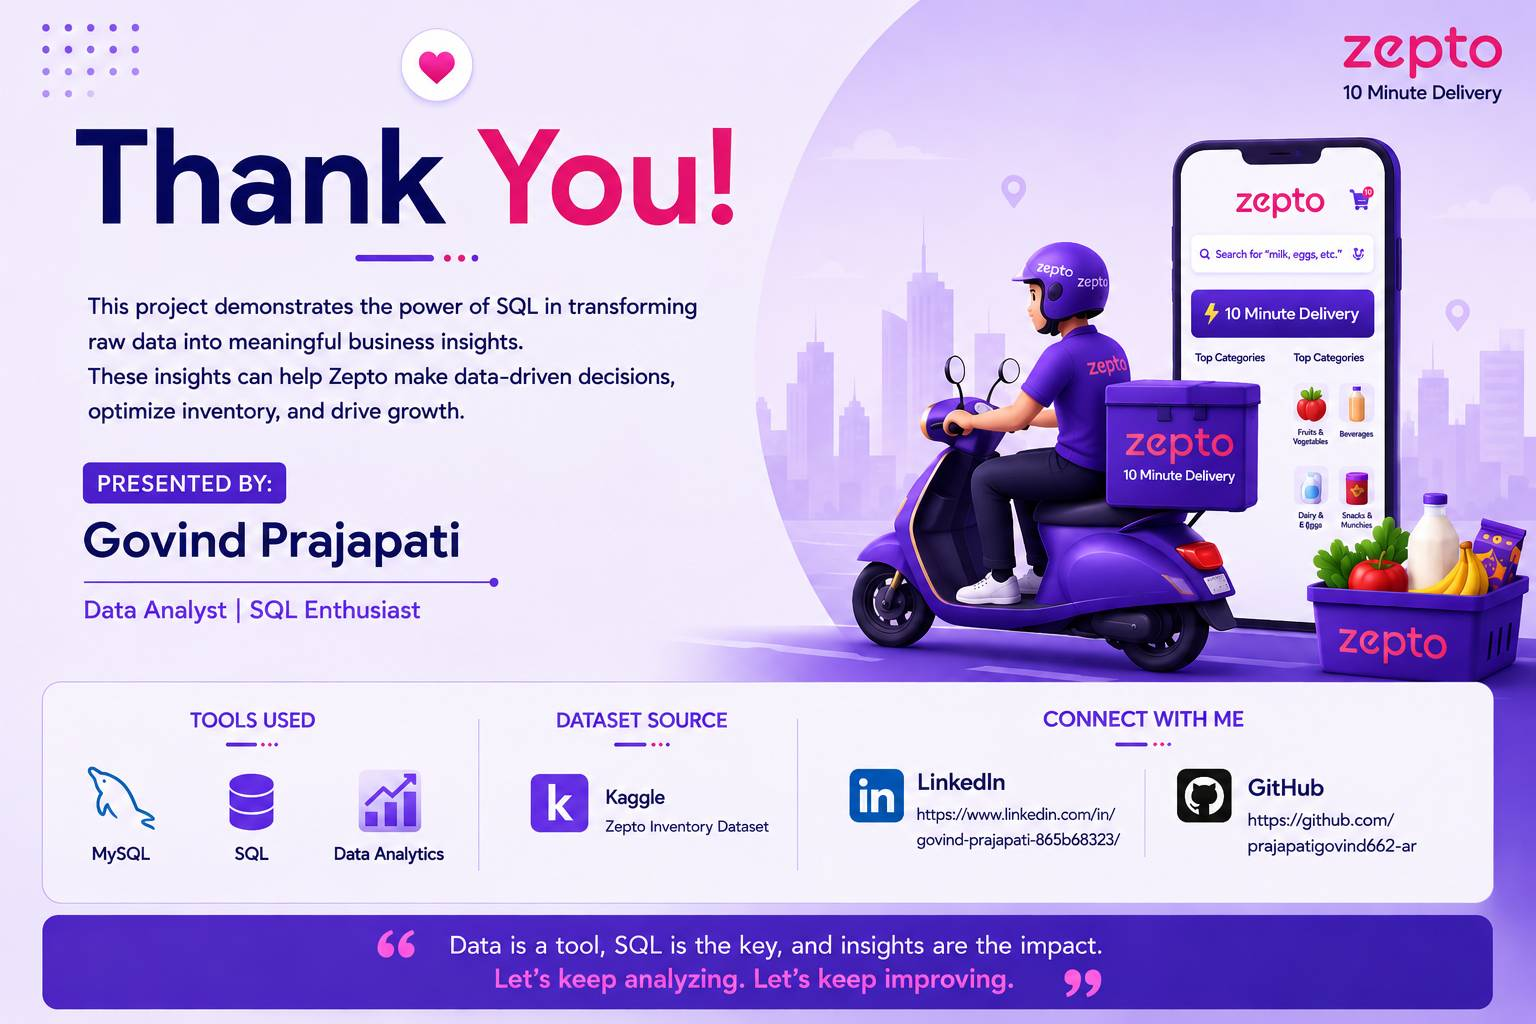 zepto
10 Minute Delivery
Thank You!
This project demonstrates the power of SQL in transforming
raw data into meaningful business insights.
These insights can help Zepto make data-driven decisions,
optimize inventory, and drive growth.
PRESENTED BY:
Govind Prajapati
Data Analyst | SQL Enthusiast
zepto
10
Search for “milk, eggs, etc.”
10 Minute Delivery
Top Categories Top Categories
Fruits &
Vegetables
Beverages
Dairy &
Snacks &
Munchies
zepto zepto
zepto
zepto
10 Minute Delivery
zepto
TOOLS USED
MySQL
SQL
Data Analytics
DATASET SOURCE
k
Kaggle
Zepto Inventory Dataset
CONNECT WITH ME
in
LinkedIn
https://www.linkedin.com/in/
govind-prajapati-865b68323/
GitHub
https://github.com/
prajapatigovind662-ar
“ Data is a tool, SQL is the key, and insights are the impact.
Let’s keep analyzing. Let’s keep improving. ”